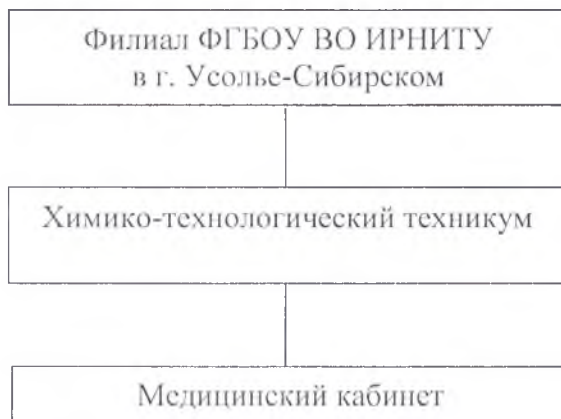 Филиал ФГБОУ ВО ИРНИТУ
в г. Усолье-Сибирском
Химико-технологический техникум
Медицинский кабинет